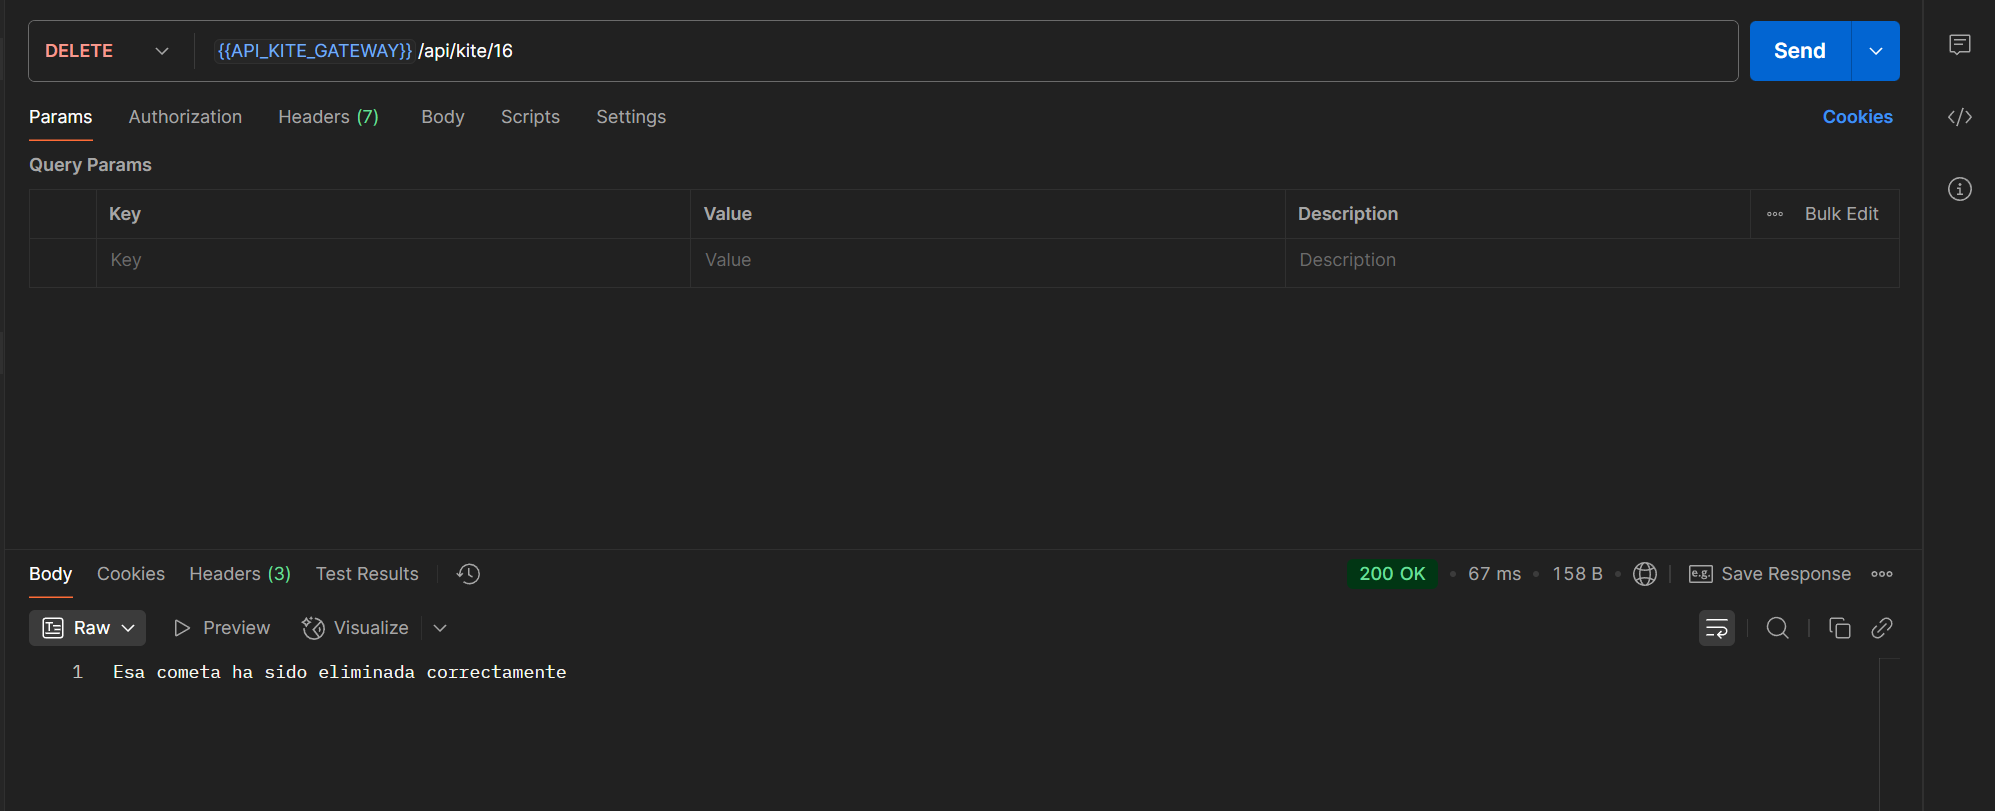 DELETE {{API_KITE_GATEWAY}} /api/kite/16 Send
Params Authorization Headers (7) Body Scripts Settings Cookies
Query Params
Key Value Description Bulk Edit
Key Value Description
Body Cookies Headers (3) Test Results 200 OK 67 ms 158 B e.g. Save Response
Raw Preview Visualize
1 Esa cometa ha sido eliminada correctamente